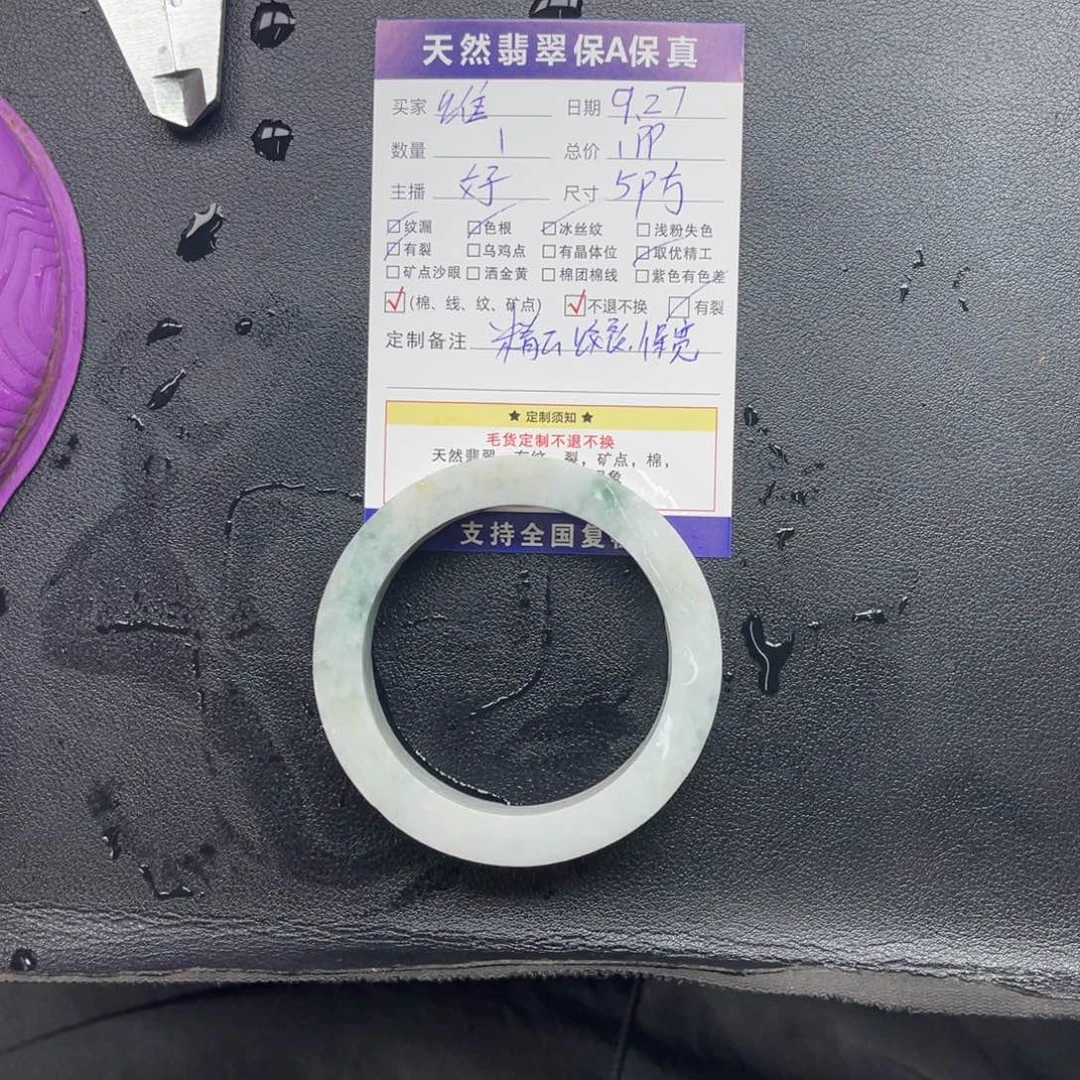 天然翡翠保A保真
买家 日期 9.27
数量 1 总价
主播 好 尺寸
纹漏 色根 冰丝纹 浅粉失色
有裂 乌鸡点 有晶体位 取优精工
矿点沙眼 洒金黄 棉团棉线 紫色有色差
(棉、线、纹、矿点) 不退不换 有裂
定制备注 保宽
★ 定制须知 ★
毛货定制不退不换
天然翡翠 裂，矿点，棉，
支持全国复